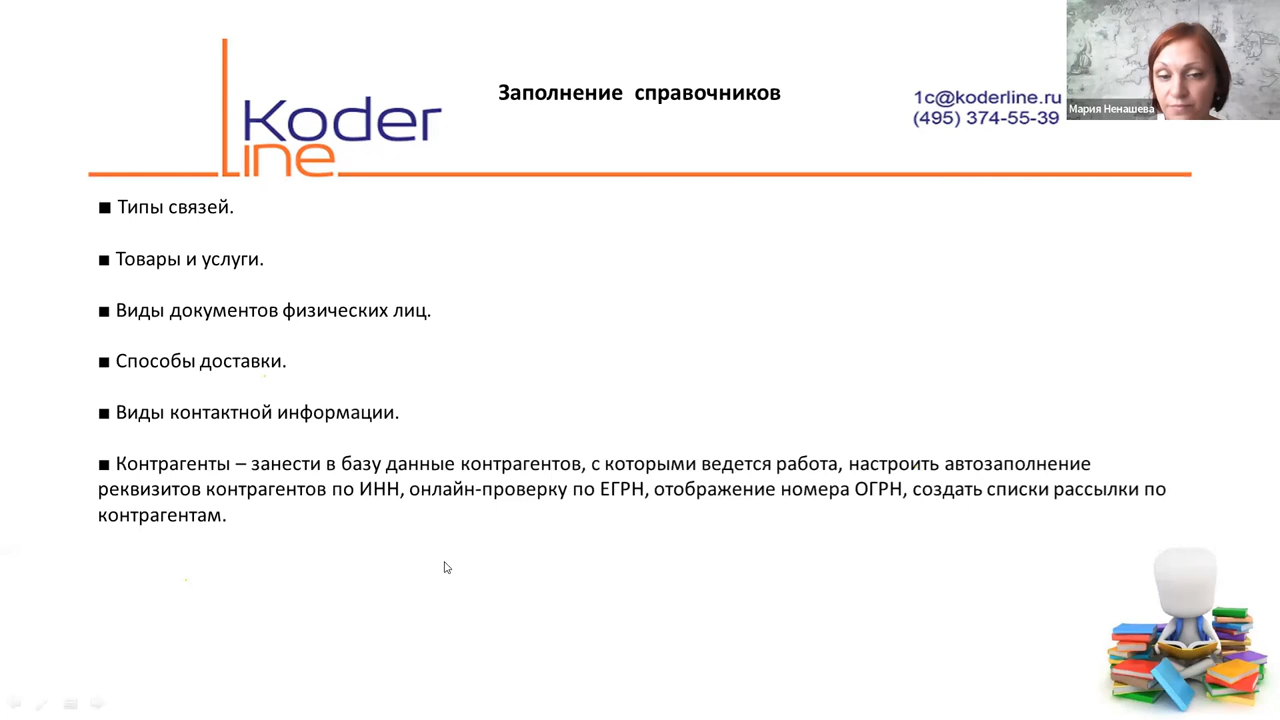 Koder
Line
Заполнение справочников
1c@koderline.ru
(495) 374-55-39
Мария Ненашева
■ Типы связей.
■ Товары и услуги.
■ Виды документов физических лиц.
■ Способы доставки.
■ Виды контактной информации.
■ Контрагенты – занести в базу данные контрагентов, с которыми ведется работа, настроить автозаполнение
реквизитов контрагентов по ИНН, онлайн-проверку по ЕГРН, отображение номера ОГРН, создать списки рассылки по
контрагентам.